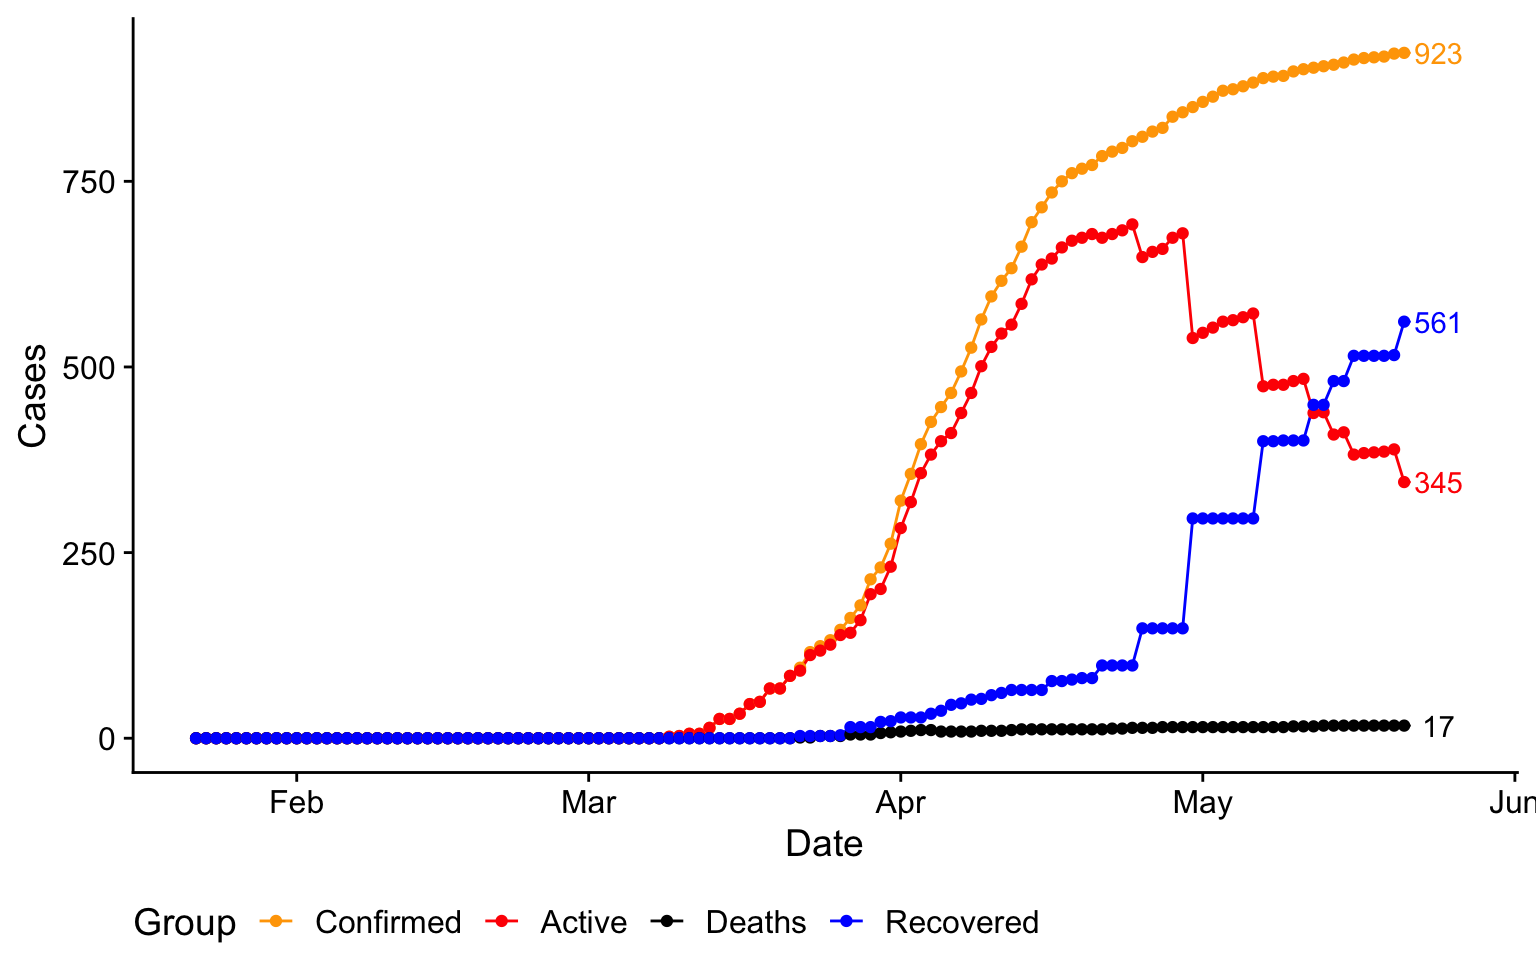 923
750
561
500
Cases
345
250
17
0
Feb Mar Apr May Jun
Date
Group Confirmed Active Deaths Recovered